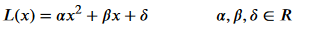 L(x) = αx² + βx + δ α, β, δ ∈ R